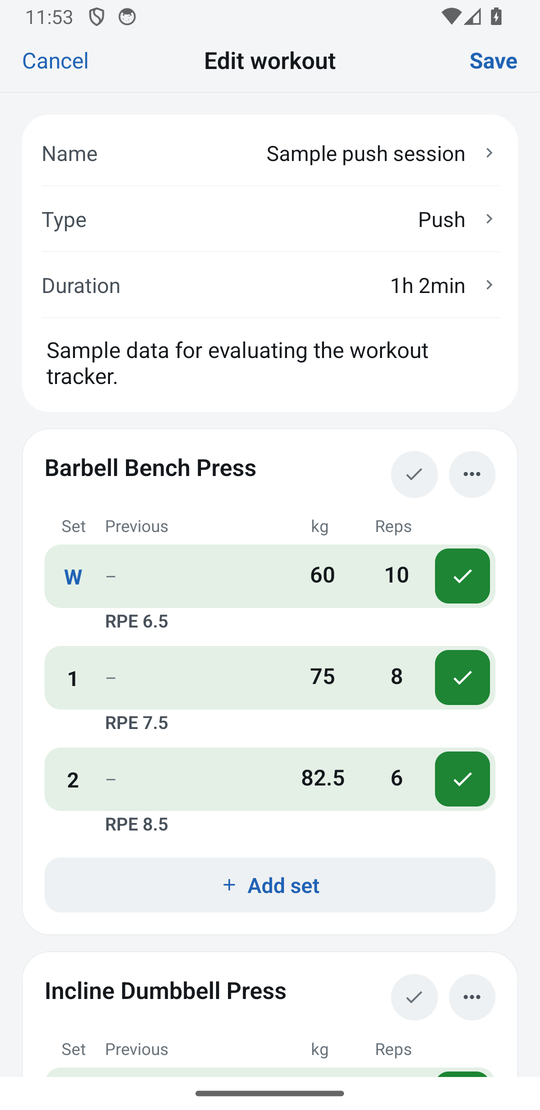 11:53
Cancel Edit workout Save
Name Sample push session
Type Push
Duration 1h 2min
Sample data for evaluating the workout
tracker.
Barbell Bench Press
Set Previous kg Reps
W – 60 10
RPE 6.5
1 – 75 8
RPE 7.5
2 – 82.5 6
RPE 8.5
+ Add set
Incline Dumbbell Press
Set Previous kg Reps